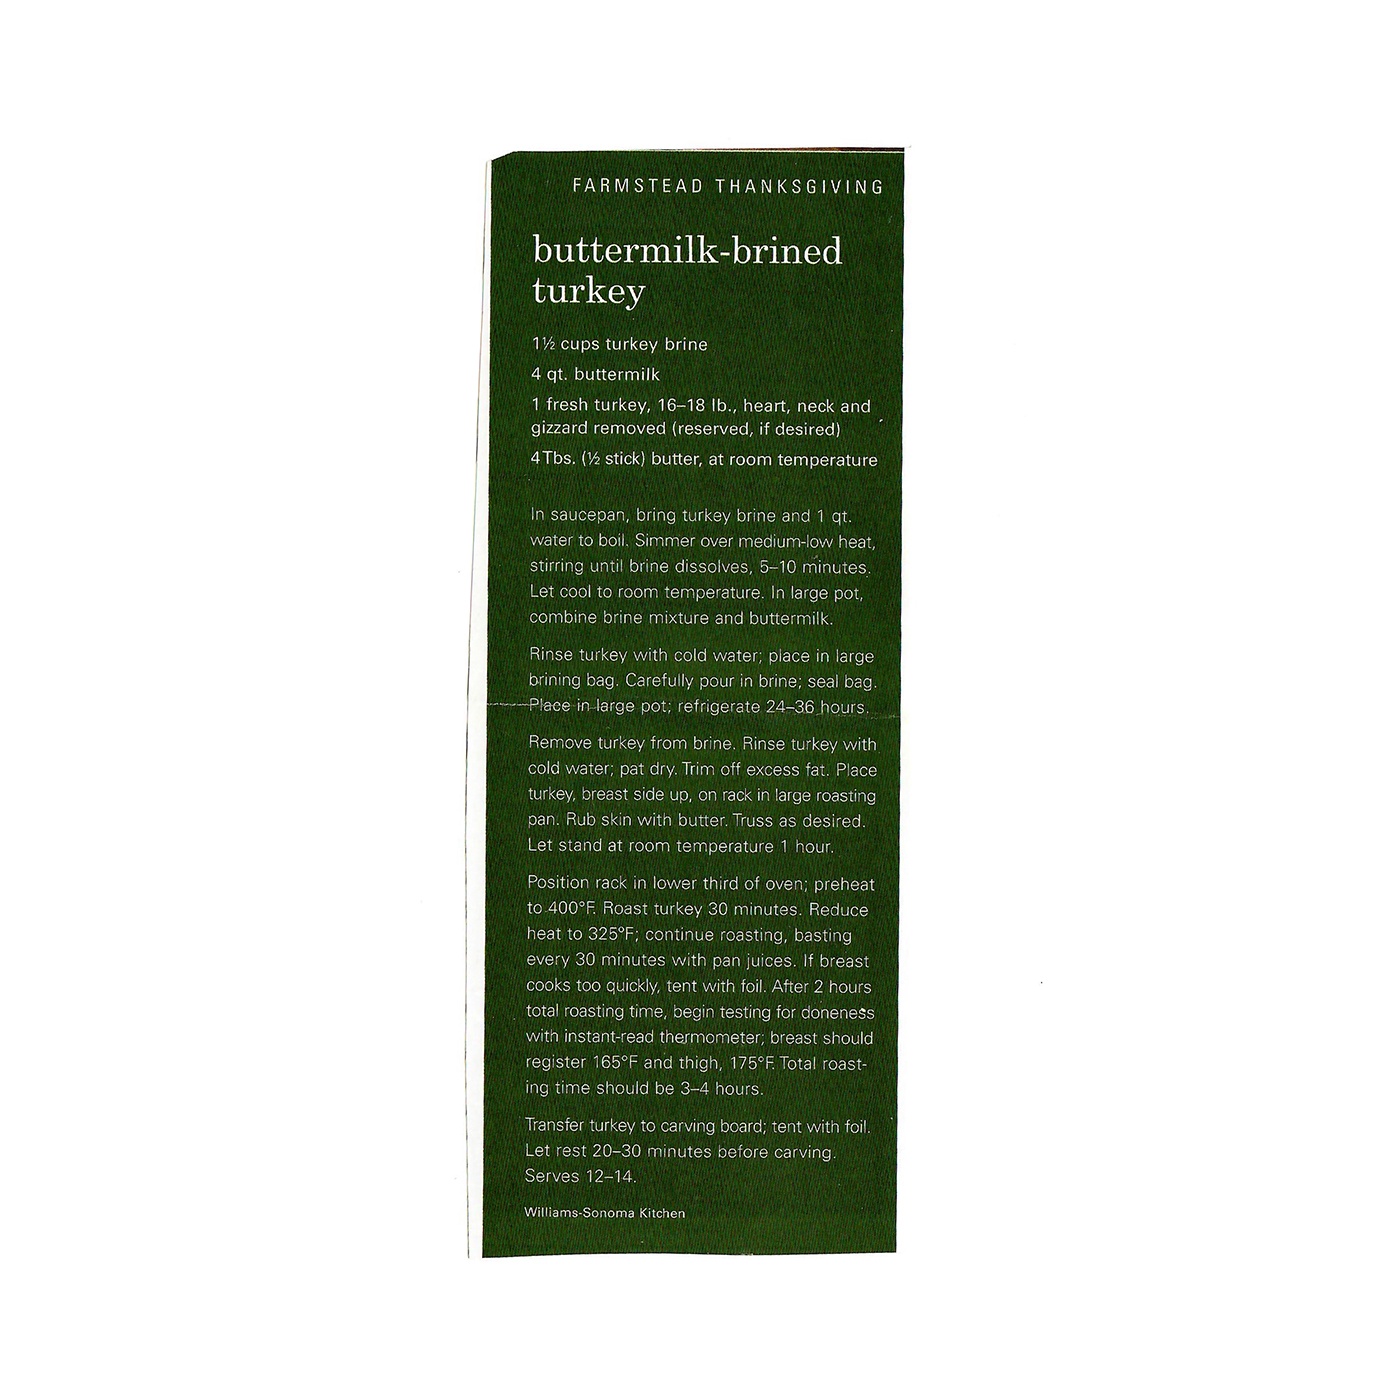 FARMSTEAD THANKSGIVING
buttermilk-brined
turkey
1½ cups turkey brine
4 qt. buttermilk
1 fresh turkey, 16–18 lb., heart, neck and
gizzard removed (reserved, if desired)
4 Tbs. (½ stick) butter, at room temperature
In saucepan, bring turkey brine and 1 qt.
water to boil. Simmer over medium-low heat,
stirring until brine dissolves, 5–10 minutes.
Let cool to room temperature. In large pot,
combine brine mixture and buttermilk.
Rinse turkey with cold water; place in large
brining bag. Carefully pour in brine; seal bag.
Place in large pot; refrigerate 24–36 hours.
Remove turkey from brine. Rinse turkey with
cold water; pat dry. Trim off excess fat. Place
turkey, breast side up, on rack in large roasting
pan. Rub skin with butter. Truss as desired.
Let stand at room temperature 1 hour.
Position rack in lower third of oven; preheat
to 400°F. Roast turkey 30 minutes. Reduce
heat to 325°F; continue roasting, basting
every 30 minutes with pan juices. If breast
cooks too quickly, tent with foil. After 2 hours
total roasting time, begin testing for doneness
with instant-read thermometer; breast should
register 165°F and thigh, 175°F. Total roast-
ing time should be 3–4 hours.
Transfer turkey to carving board; tent with foil.
Let rest 20–30 minutes before carving.
Serves 12–14.
Williams-Sonoma Kitchen